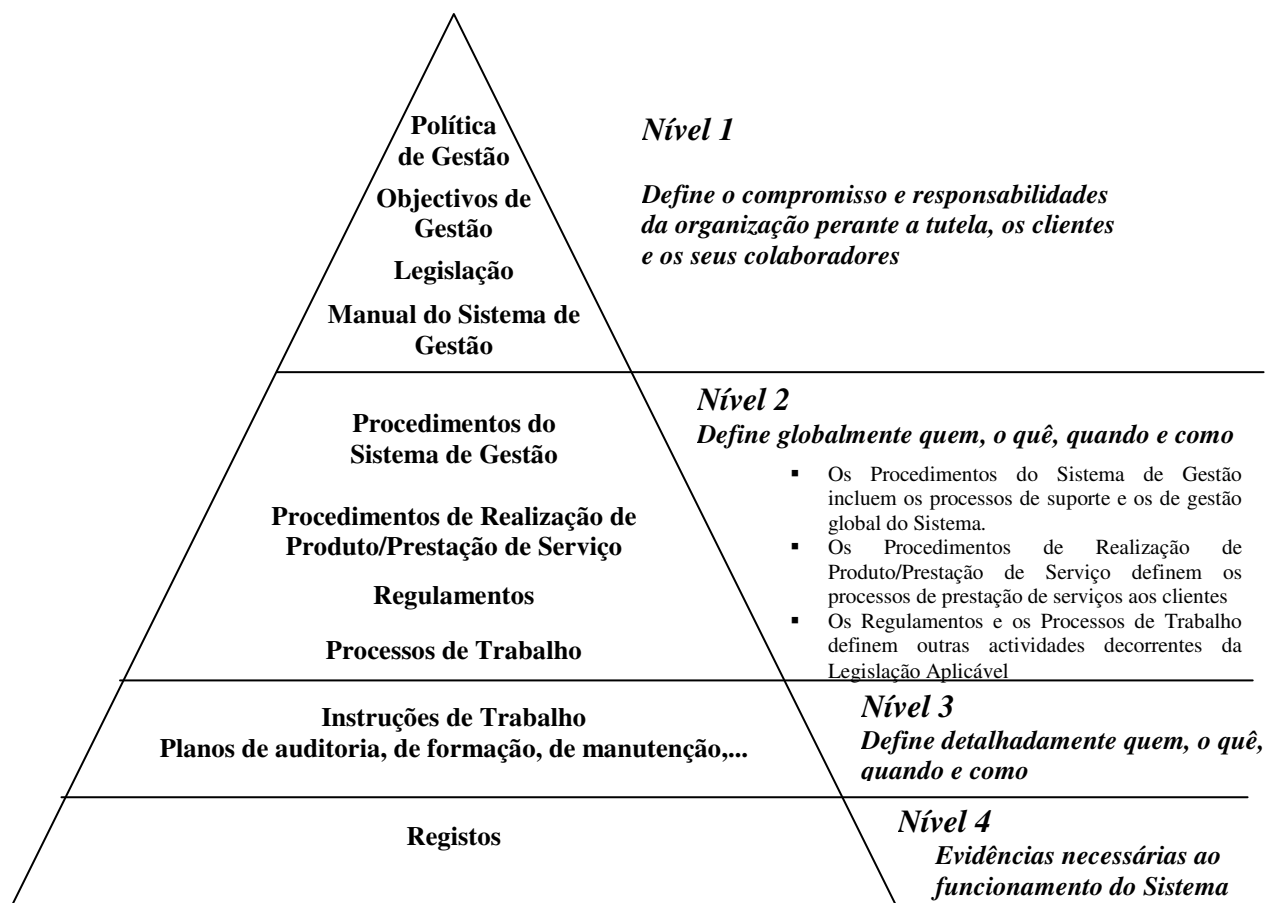 Política
de Gestão
Objectivos de
Gestão
Legislação
Manual do Sistema de
Gestão
Nível 1
Define o compromisso e responsabilidades
da organização perante a tutela, os clientes
e os seus colaboradores
Procedimentos do
Sistema de Gestão
Procedimentos de Realização de
Produto/Prestação de Serviço
Regulamentos
Processos de Trabalho
Nível 2
Define globalmente quem, o quê, quando e como
▪ Os Procedimentos do Sistema de Gestão
incluem os processos de suporte e os de gestão
global do Sistema.
▪ Os Procedimentos de Realização de
Produto/Prestação de Serviço definem os
processos de prestação de serviços aos clientes
▪ Os Regulamentos e os Processos de Trabalho
definem outras actividades decorrentes da
Legislação Aplicável
Instruções de Trabalho
Planos de auditoria, de formação, de manutenção,...
Nível 3
Define detalhadamente quem, o quê,
quando e como
Registos
Nível 4
Evidências necessárias ao
funcionamento do Sistema